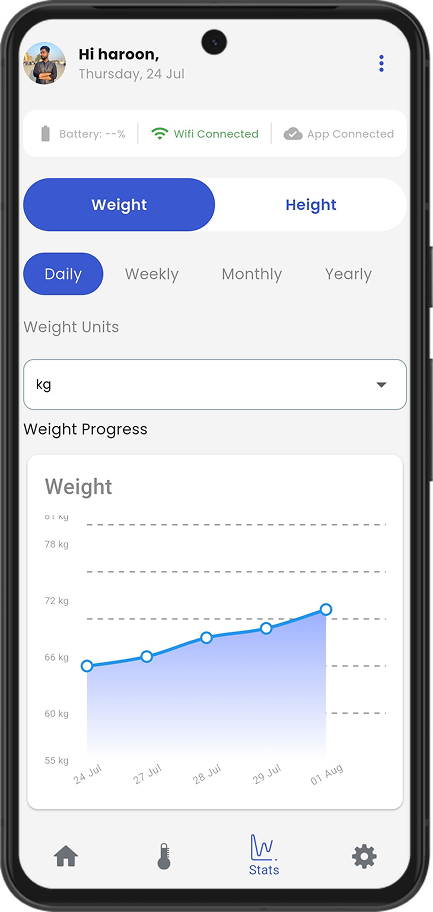 Hi haroon,
Thursday, 24 Jul
Battery: --% Wifi Connected App Connected
Weight Height
Daily Weekly Monthly Yearly
Weight Units
kg
Weight Progress
Weight
81 kg
78 kg
72 kg
66 kg
60 kg
55 kg
24 Jul 27 Jul 28 Jul 29 Jul 01 Aug
Stats